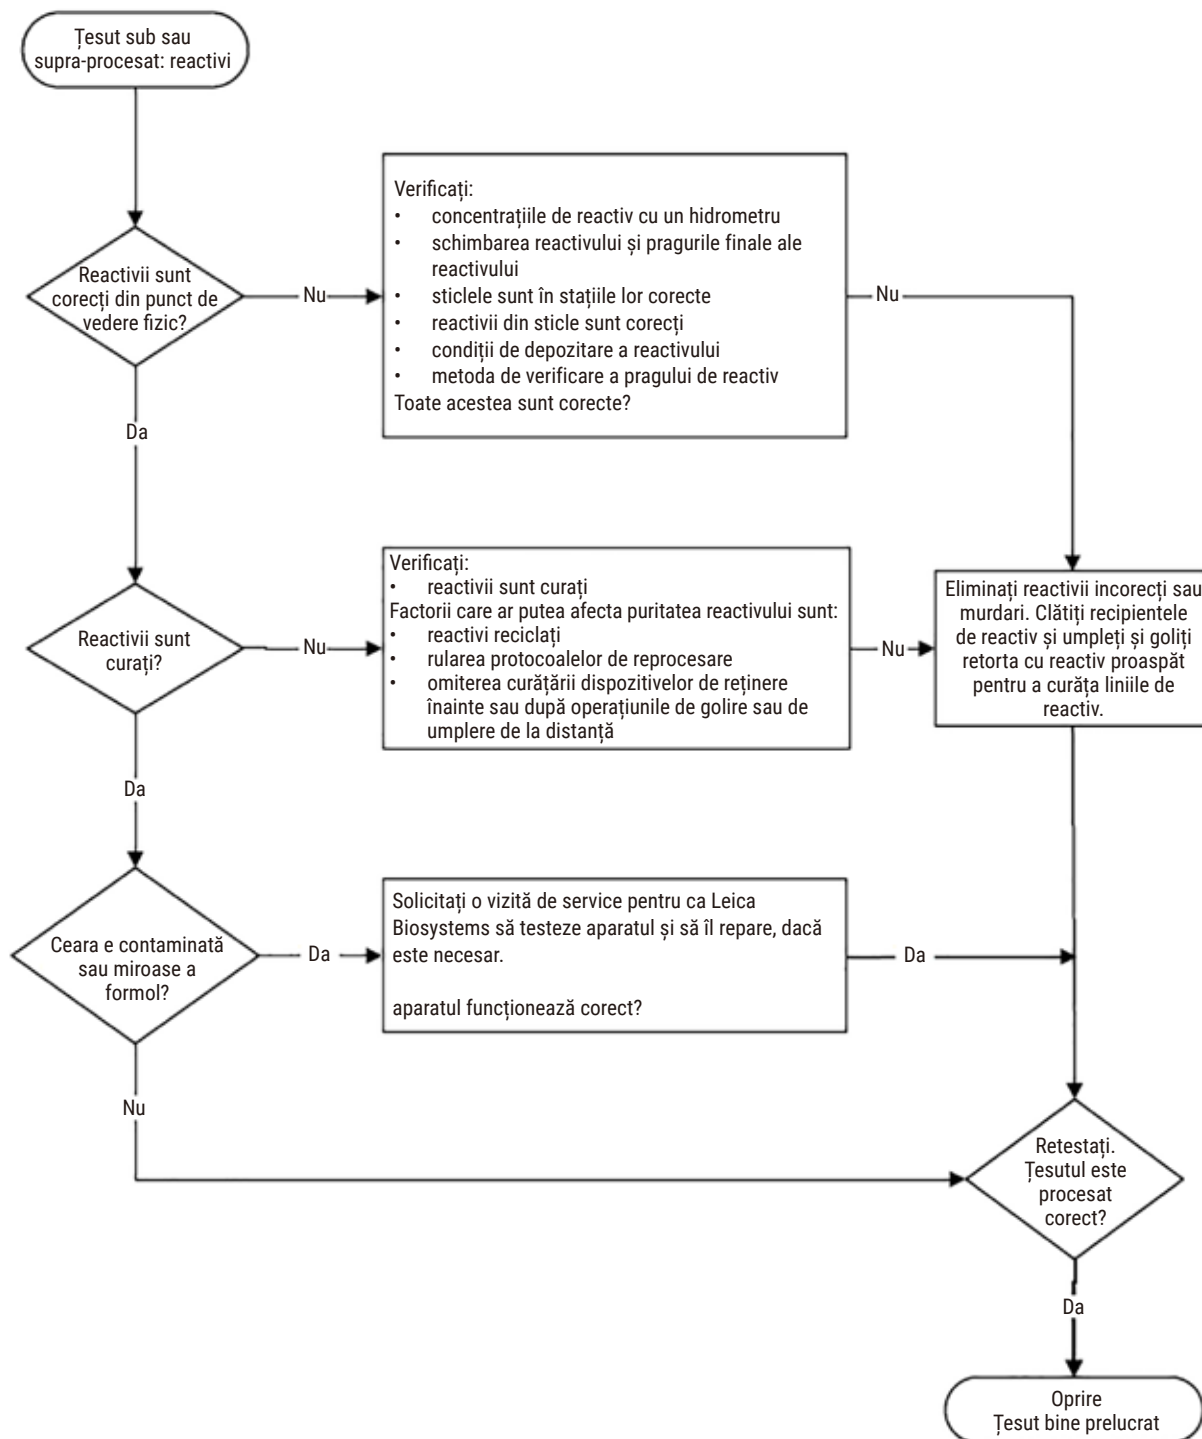 Țesut sub sau
supra-procesat: reactivi
Verificați:
• concentrațiile de reactiv cu un hidrometru
• schimbarea reactivului și pragurile finale ale
reactivului
• sticlele sunt în stațiile lor corecte
• reactivii din sticle sunt corecți
• condiții de depozitare a reactivului
• metoda de verificare a pragului de reactiv
Toate acestea sunt corecte?
Reactivii sunt
corecți din punct de
vedere fizic?
Nu
Nu
Da
Verificați:
• reactivii sunt curați
Factorii care ar putea afecta puritatea reactivului sunt:
• reactivi reciclați
• rularea protocoalelor de reprocesare
• omiterea curățării dispozitivelor de reținere
înainte sau după operațiunile de golire sau de
umplere de la distanță
Reactivii sunt
curați?
Nu
Nu
Eliminați reactivii incorecți sau
murdari. Clătiți recipientele
de reactiv și umpleți și goliți
retorta cu reactiv proaspăt
pentru a curăța liniile de
reactiv.
Da
Ceara e contaminată
sau miroase a
formol?
Da
Solicitați o vizită de service pentru ca Leica
Biosystems să testeze aparatul și să îl repare, dacă
este necesar.
aparatul funcționează corect?
Da
Nu
Retestați.
Țesutul este
procesat
corect?
Da
Oprire
Țesut bine prelucrat